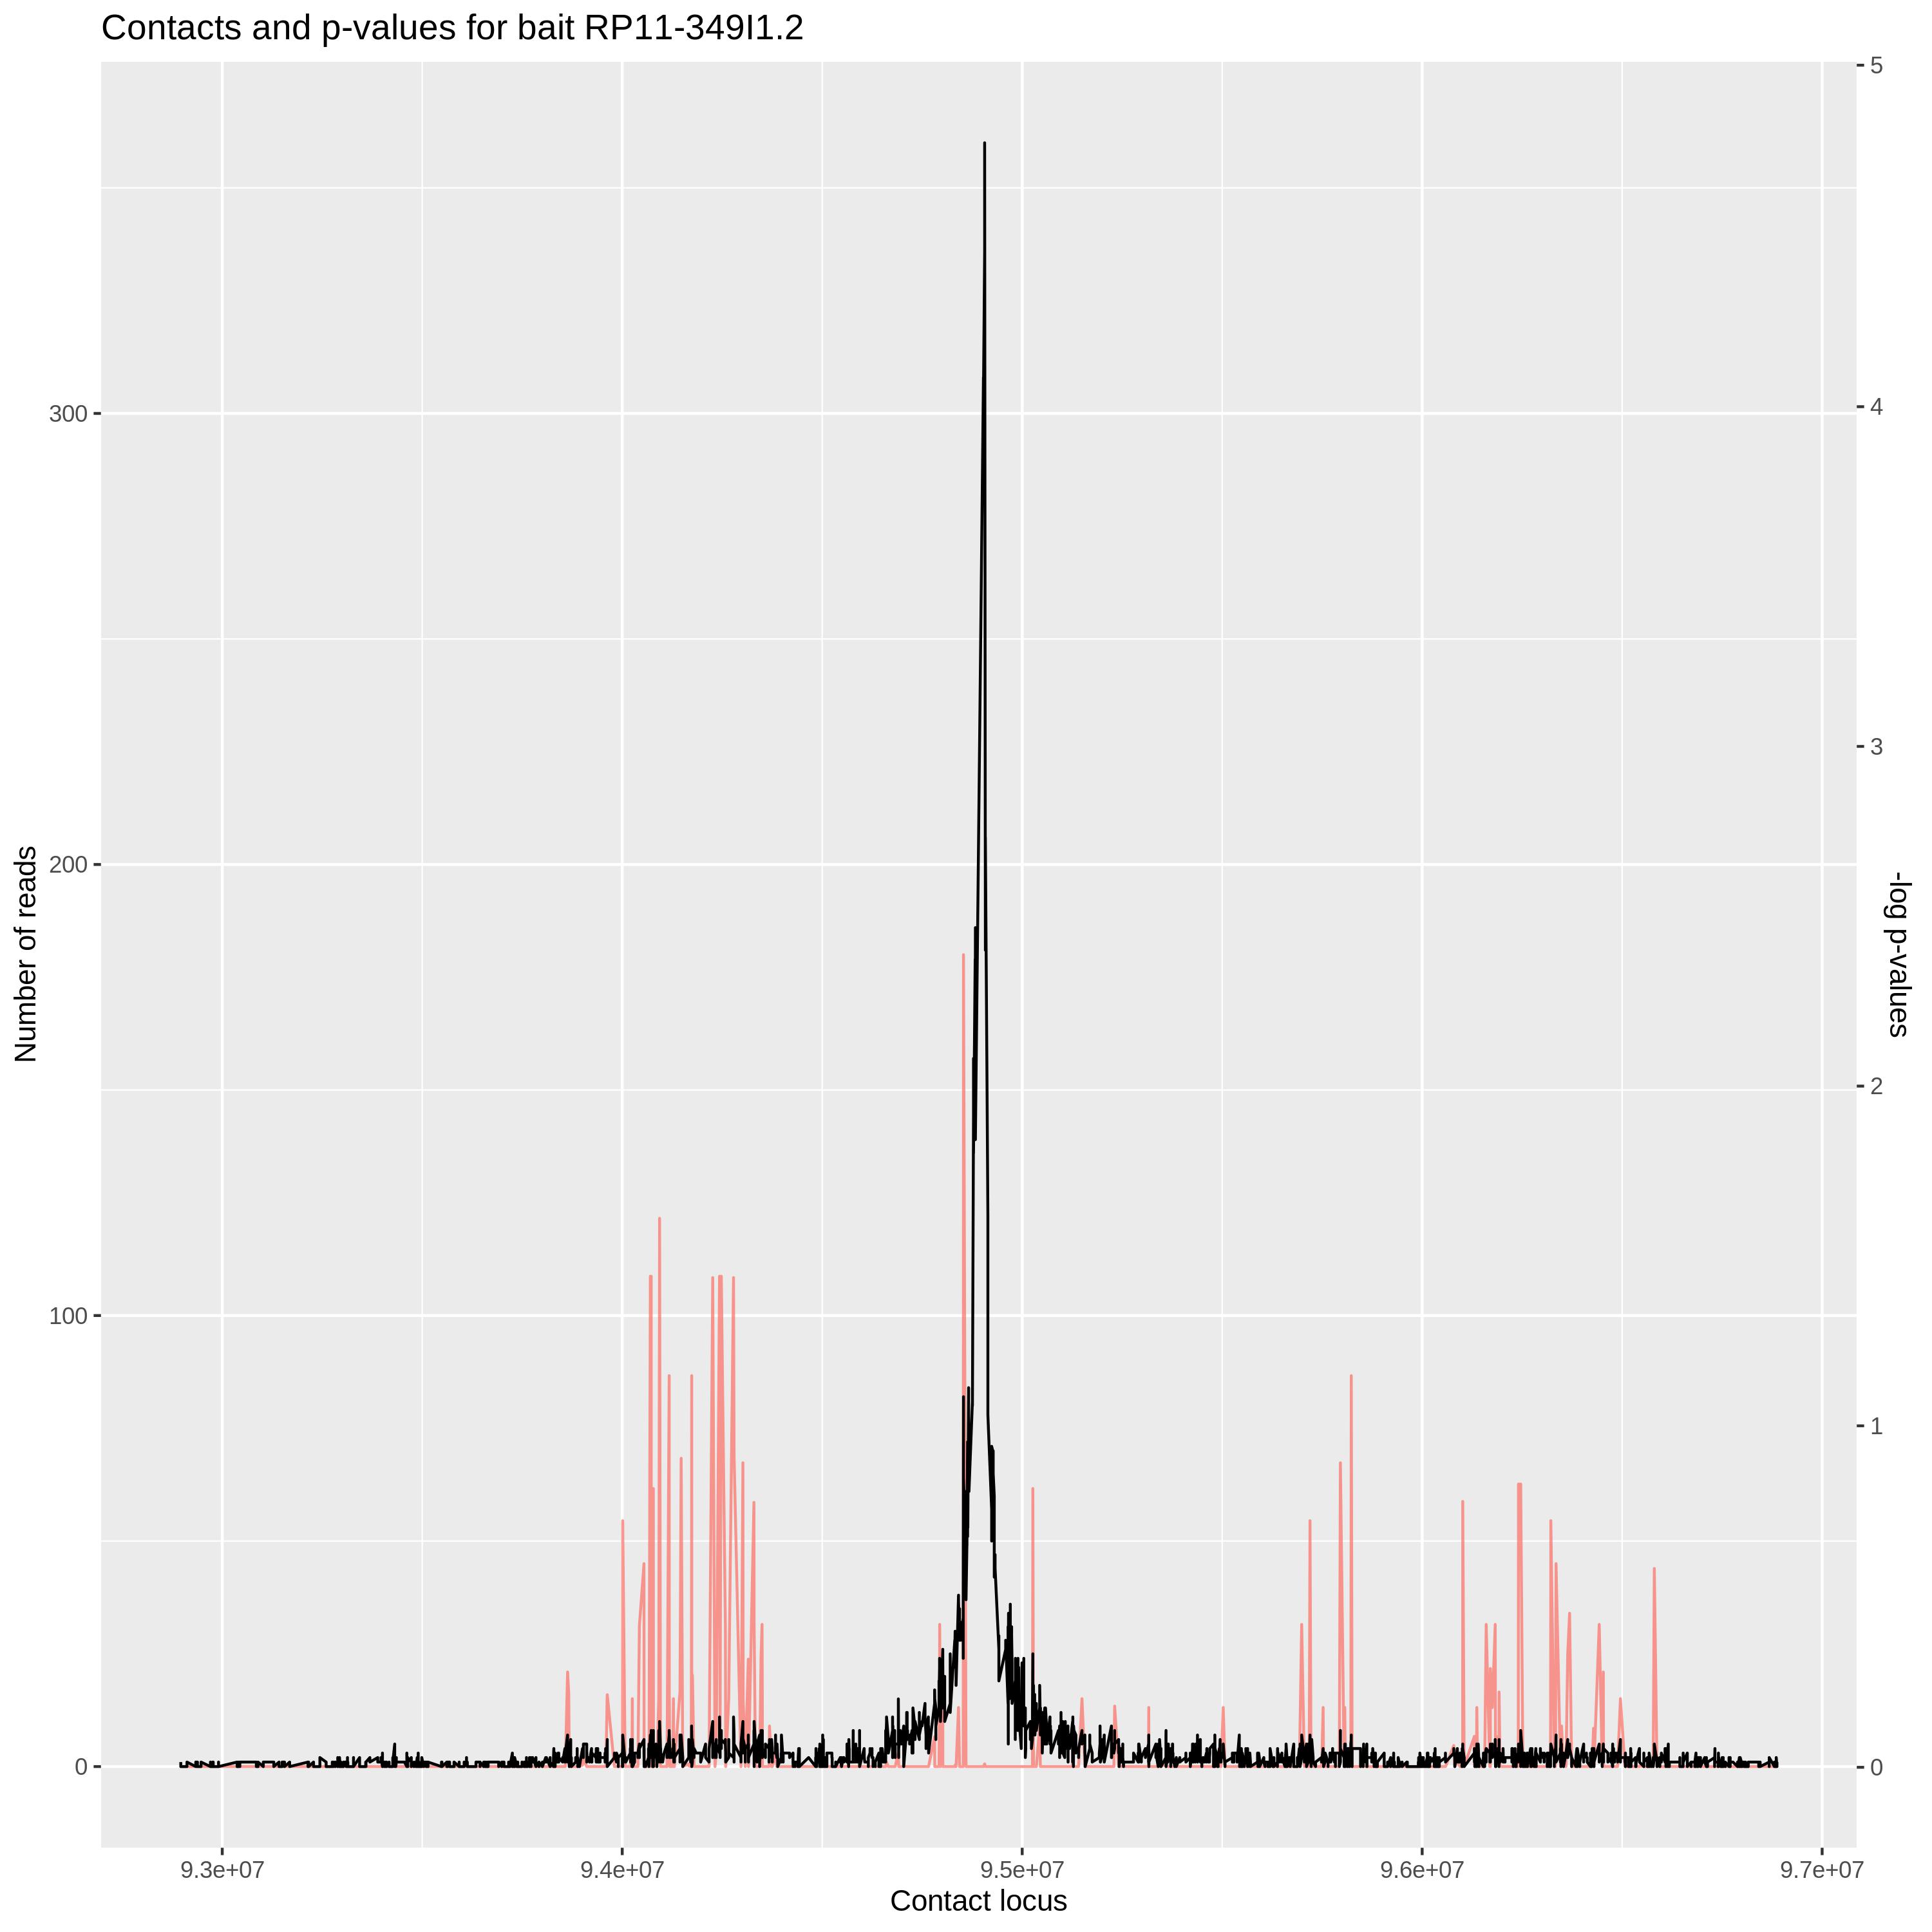 Contacts and p-values for bait RP11-349I1.2
5
300
4
3
200
2
100
1
0
0
Number of reads
-log p-values
9.3e+07
9.4e+07
9.5e+07
9.6e+07
9.7e+07
Contact locus